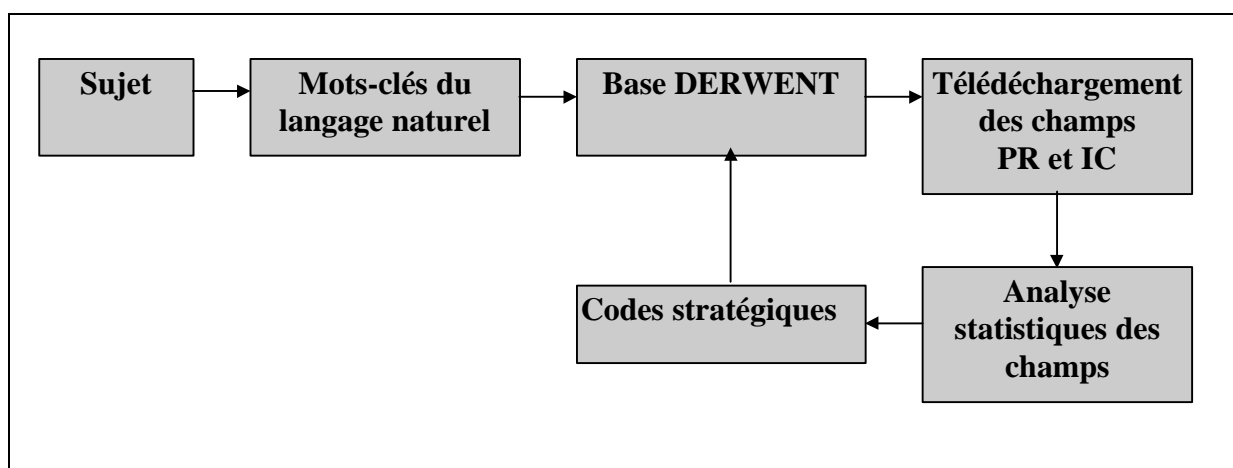 Sujet
Mots-clés du
langage naturel
Base DERWENT
Télédéchargement
des champs
PR et IC
Analyse
statistiques des
champs
Codes stratégiques